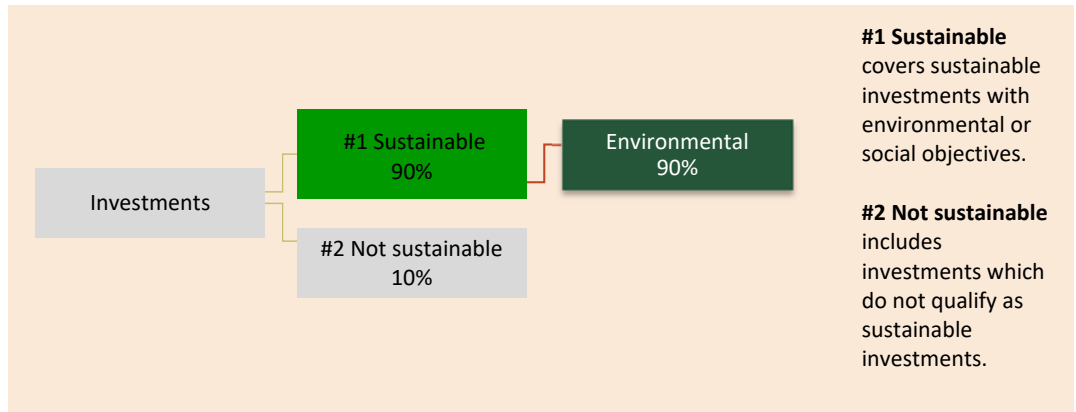 Investments
#1 Sustainable
90%
#2 Not sustainable
10%
Environmental
90%
#1 Sustainable
covers sustainable
investments with
environmental or
social objectives.
#2 Not sustainable
includes
investments which
do not qualify as
sustainable
investments.